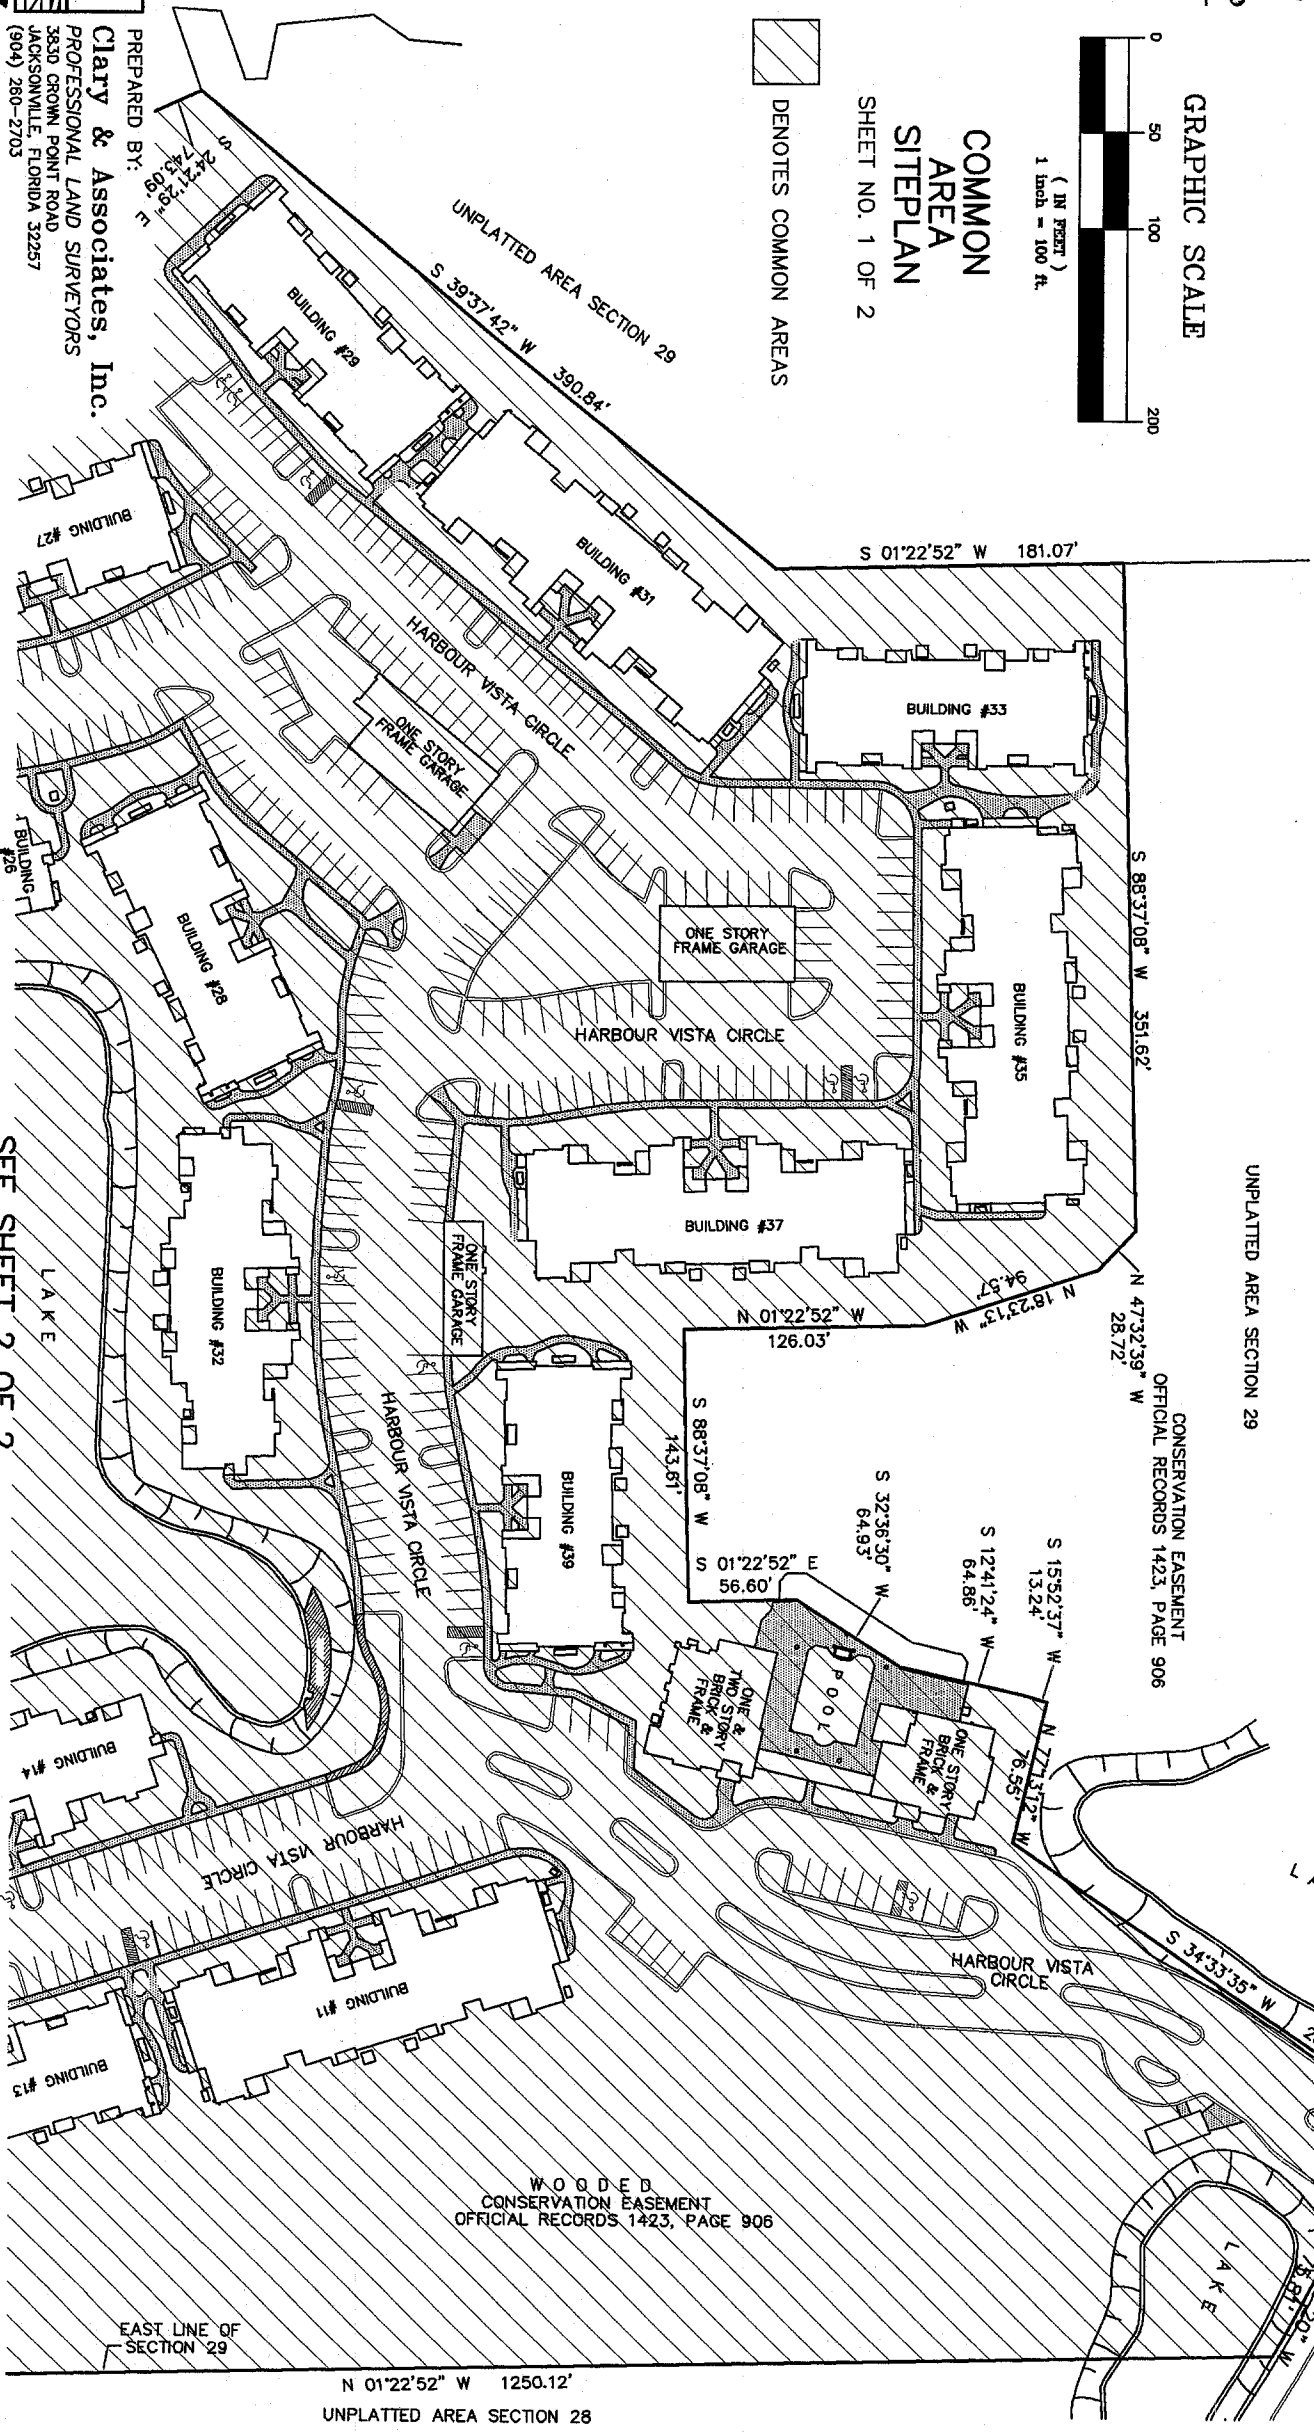 GRAPHIC SCALE
0
50
100
200
( IN FEET )
1 inch = 100 ft.
COMMON
AREA
SITEPLAN
SHEET NO. 1 OF 2
DENOTES COMMON AREAS
PREPARED BY:
Clary & Associates, Inc.
PROFESSIONAL LAND SURVEYORS
3830 CROWN POINT ROAD
JACKSONVILLE, FLORIDA 32257
(904) 260-2703
S 24°21'29" E
743.09'
UNPLATTED AREA SECTION 29
S 39°37'42" W 390.84'
S 01°22'52" W 181.07'
BUILDING #29
BUILDING #31
BUILDING #33
BUILDING #27
HARBOUR VISTA CIRCLE
ONE STORY
FRAME GARAGE
BUILDING
#26
BUILDING #28
ONE STORY
FRAME GARAGE
HARBOUR VISTA CIRCLE
BUILDING #35
S 88°37'08" W 351.62'
UNPLATTED AREA SECTION 29
BUILDING #37
N 47°32'39" W
28.72'
N 18°23'13" W
94.57'
N 01°22'52" W
126.03'
CONSERVATION EASEMENT
OFFICIAL RECORDS 1423, PAGE 906
SEE SHEET 2 OF 2
LAKE
BUILDING #32
ONE STORY
FRAME GARAGE
HARBOUR VISTA CIRCLE
BUILDING #39
S 88°37'08" W
143.61'
S 01°22'52" E
56.60'
S 32°36'30" W
64.93'
S 12°41'24" W
64.86'
S 15°52'37" W
13.24'
N 77°13'12" W
76.55'
POOL
ONE &
TWO STORY
BRICK &
FRAME
ONE STORY
BRICK &
FRAME
BUILDING #14
HARBOUR VISTA CIRCLE
BUILDING #11
BUILDING #13
HARBOUR VISTA
CIRCLE
S 34°33'35" W
WOODED
CONSERVATION EASEMENT
OFFICIAL RECORDS 1423, PAGE 906
LAKE
EAST LINE OF
SECTION 29
N 01°22'52" W 1250.12'
UNPLATTED AREA SECTION 28